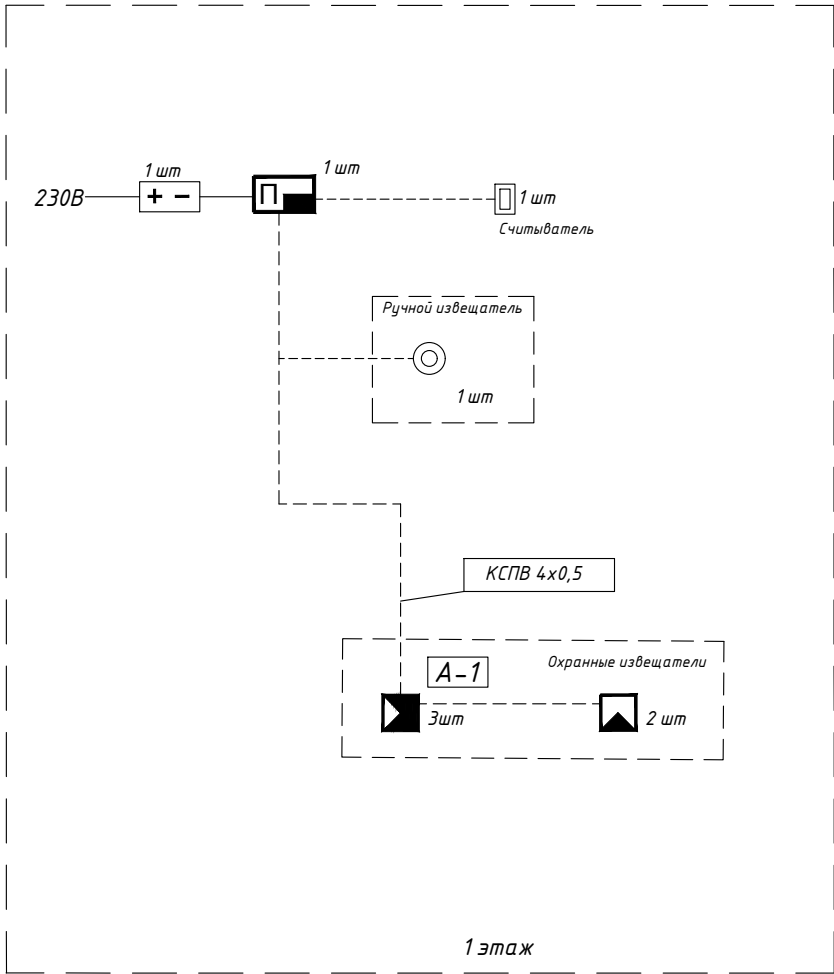 1 шт
1 шт
230В
+ −
П
1 шт
Считыватель
Ручной извещатель
1 шт
КСПВ 4х0,5
Охранные извещатели
А-1
3шт
2 шт
1 этаж